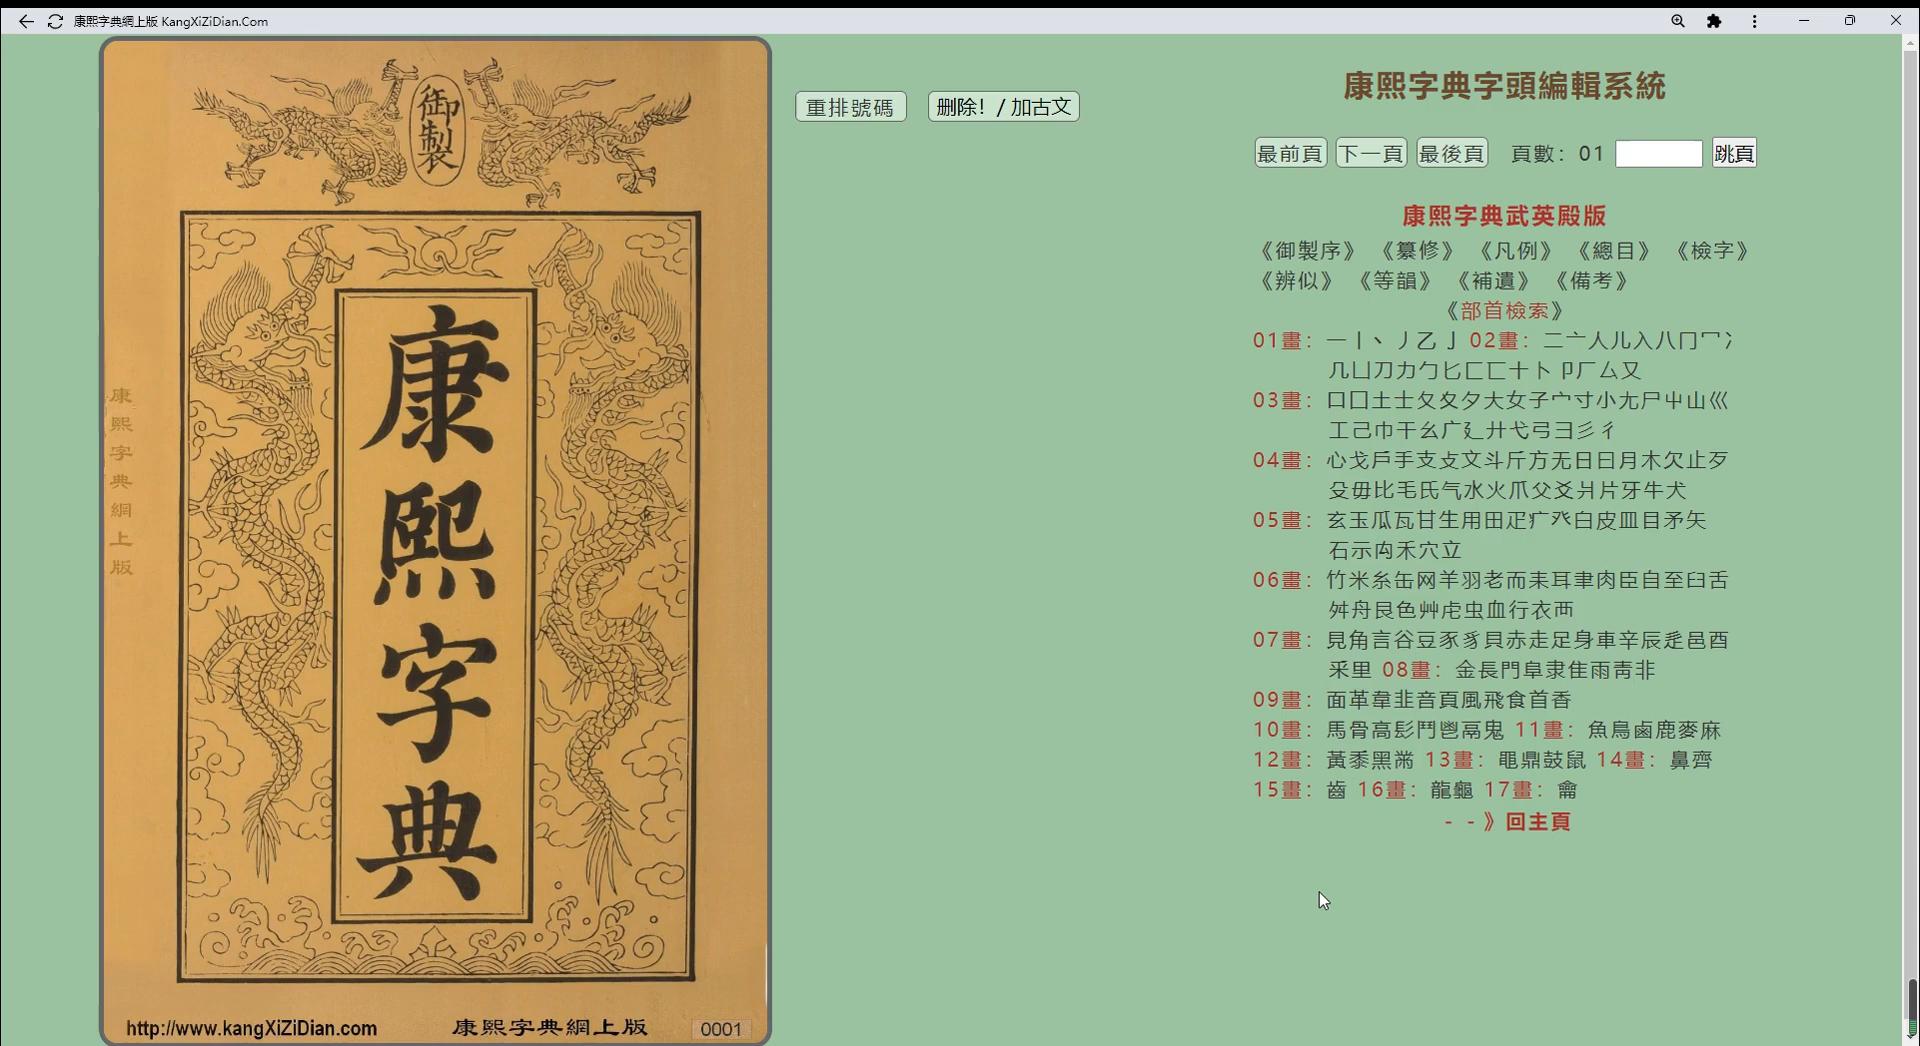 康熙字典網上版 KangXiZiDian.Com
御製
康熙字典
康熙字典網上版
http://www.kangXiZiDian.com 康熙字典網上版 0001
重排號碼 刪除！/ 加古文
康熙字典字頭編輯系統
最前頁 下一頁 最後頁 頁數：01 跳頁
康熙字典武英殿版
《御製序》 《纂修》 《凡例》 《總目》 《檢字》
《辨似》 《等韻》 《補遺》 《備考》
《部首檢索》
01畫：一丨丶丿乙亅 02畫：二亠人儿入八冂冖冫
几凵刀力勹匕匚匸十卜卩厂厶又
03畫：口囗土士夂夊夕大女子宀寸小尢尸屮山巛
工己巾干幺广廴廾弋弓彐彡彳
04畫：心戈戶手支攴文斗斤方无日曰月木欠止歹
殳毋比毛氏气水火爪父爻爿片牙牛犬
05畫：玄玉瓜瓦甘生用田疋疒癶白皮皿目矛矢
石示禸禾穴立
06畫：竹米糸缶网羊羽老而耒耳聿肉臣自至臼舌
舛舟艮色艸虍虫血行衣襾
07畫：見角言谷豆豕豸貝赤走足身車辛辰辵邑酉
釆里 08畫：金長門阜隶隹雨靑非
09畫：面革韋韭音頁風飛食首香
10畫：馬骨高髟鬥鬯鬲鬼 11畫：魚鳥鹵鹿麥麻
12畫：黃黍黑黹 13畫：黽鼎鼓鼠 14畫：鼻齊
15畫：齒 16畫：龍龜 17畫：龠
- -》回主頁